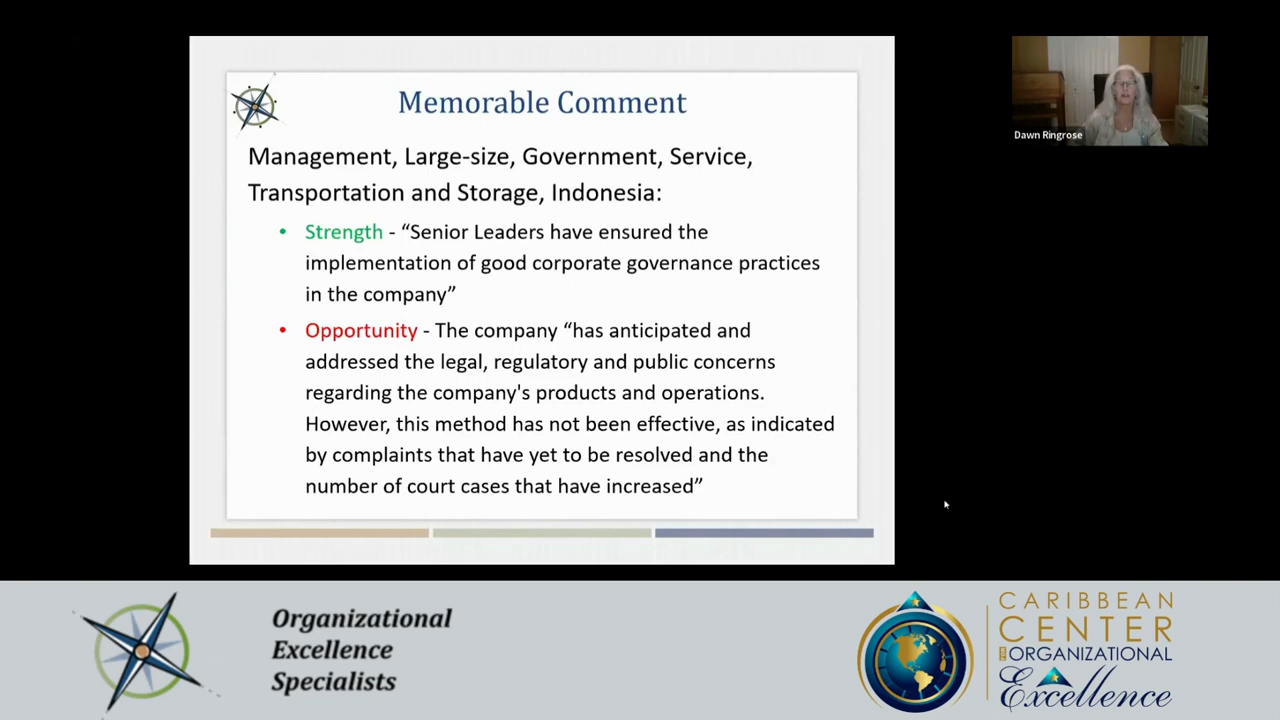 Memorable Comment
Management, Large-size, Government, Service,
Transportation and Storage, Indonesia:
• Strength - “Senior Leaders have ensured the
implementation of good corporate governance practices
in the company”
• Opportunity - The company “has anticipated and
addressed the legal, regulatory and public concerns
regarding the company's products and operations.
However, this method has not been effective, as indicated
by complaints that have yet to be resolved and the
number of court cases that have increased”
Dawn Ringrose
Organizational
Excellence
Specialists
CARIBBEAN
CENTER
FOR ORGANIZATIONAL
Excellence